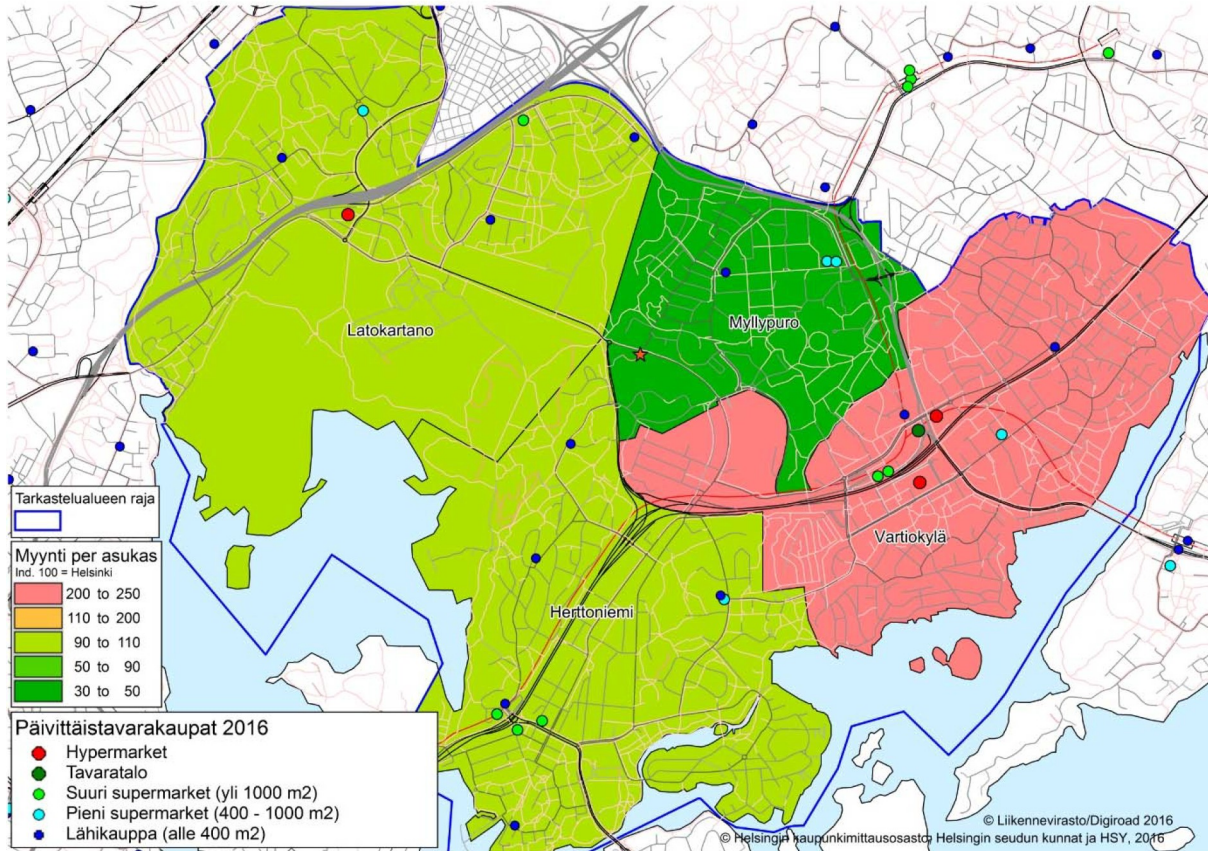 Latokartano
Myllypuro
Vartiokylä
Herttoniemi
Tarkastelualueen raja
Myynti per asukas
Ind. 100 = Helsinki
200 to 250
110 to 200
90 to 110
50 to 90
30 to 50
Päivittäistavarakaupat 2016
Hypermarket
Tavaratalo
Suuri supermarket (yli 1000 m2)
Pieni supermarket (400 - 1000 m2)
Lähikauppa (alle 400 m2)
© Liikennevirasto/Digiroad 2016
© Helsingin kaupunkimittausosasto, Helsingin seudun kunnat ja HSY, 2016